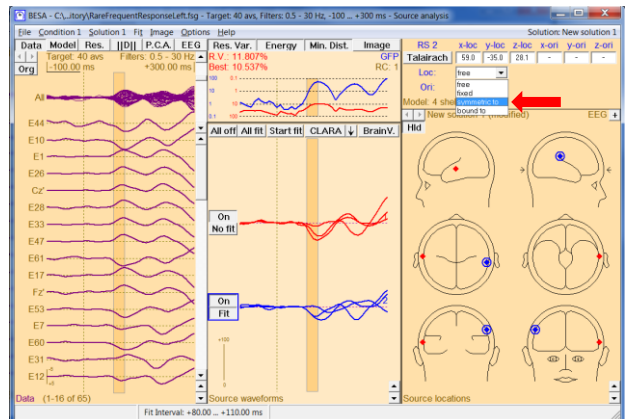 BESA - C:\...itory\RareFrequentResponseLeft.fsg - Target: 40 avs, Filters: 0.5 - 30 Hz, -100 ... +300 ms - Source analysis
File Condition 1 Solution 1 Fit Image Options Help Solution: New solution 1
Data Model Res. ||D|| P.C.A. EEG
Org
Target: 40 avs Filters: 0.5 - 30 Hz
-100.00 ms +300.00 ms
All
E44
E10
E1
E26
Cz'
E28
E33
E47
E61
E17
Fz'
E53
E7
E60
E31
E12
Data (1-16 of 65)
Res. Var. Energy Min. Dist. Image
R.V.: 11.807% GFP
Best: 10.537% RC: 1
All off All fit Start fit CLARA BrainV.
On
No fit
On
Fit
+100
0
Source waveforms
RS 2 x-loc y-loc z-loc x-ori y-ori z-ori
Talairach 59.0 -35.0 28.1 - - -
Loc: free
Ori: free
fixed
symmetric to
bound to
Model: 4 she
New solution 1 (modified) EEG +
Hld
Source locations
Fit Interval: +80.00 ... +110.00 ms